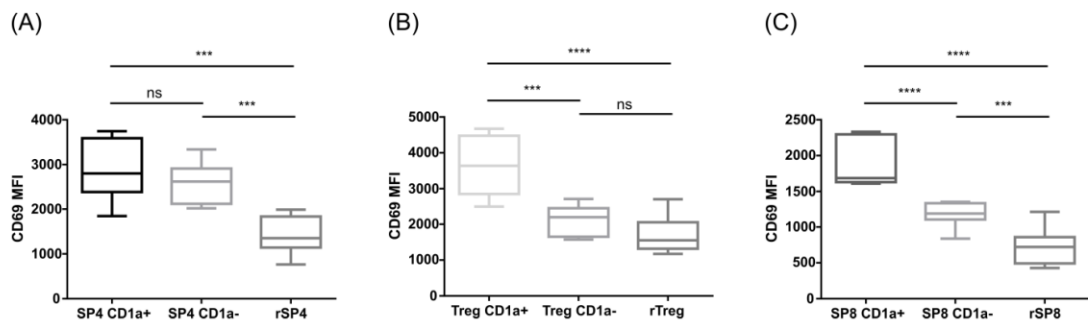 (A)
***
ns
***
4000
3000
2000
1000
0
CD69 MFI
SP4 CD1a+ SP4 CD1a- rSP4
(B)
****
***
ns
5000
4000
3000
2000
1000
0
CD69 MFI
Treg CD1a+ Treg CD1a- rTreg
(C)
****
****
***
2500
2000
1500
1000
500
0
CD69 MFI
SP8 CD1a+ SP8 CD1a- rSP8